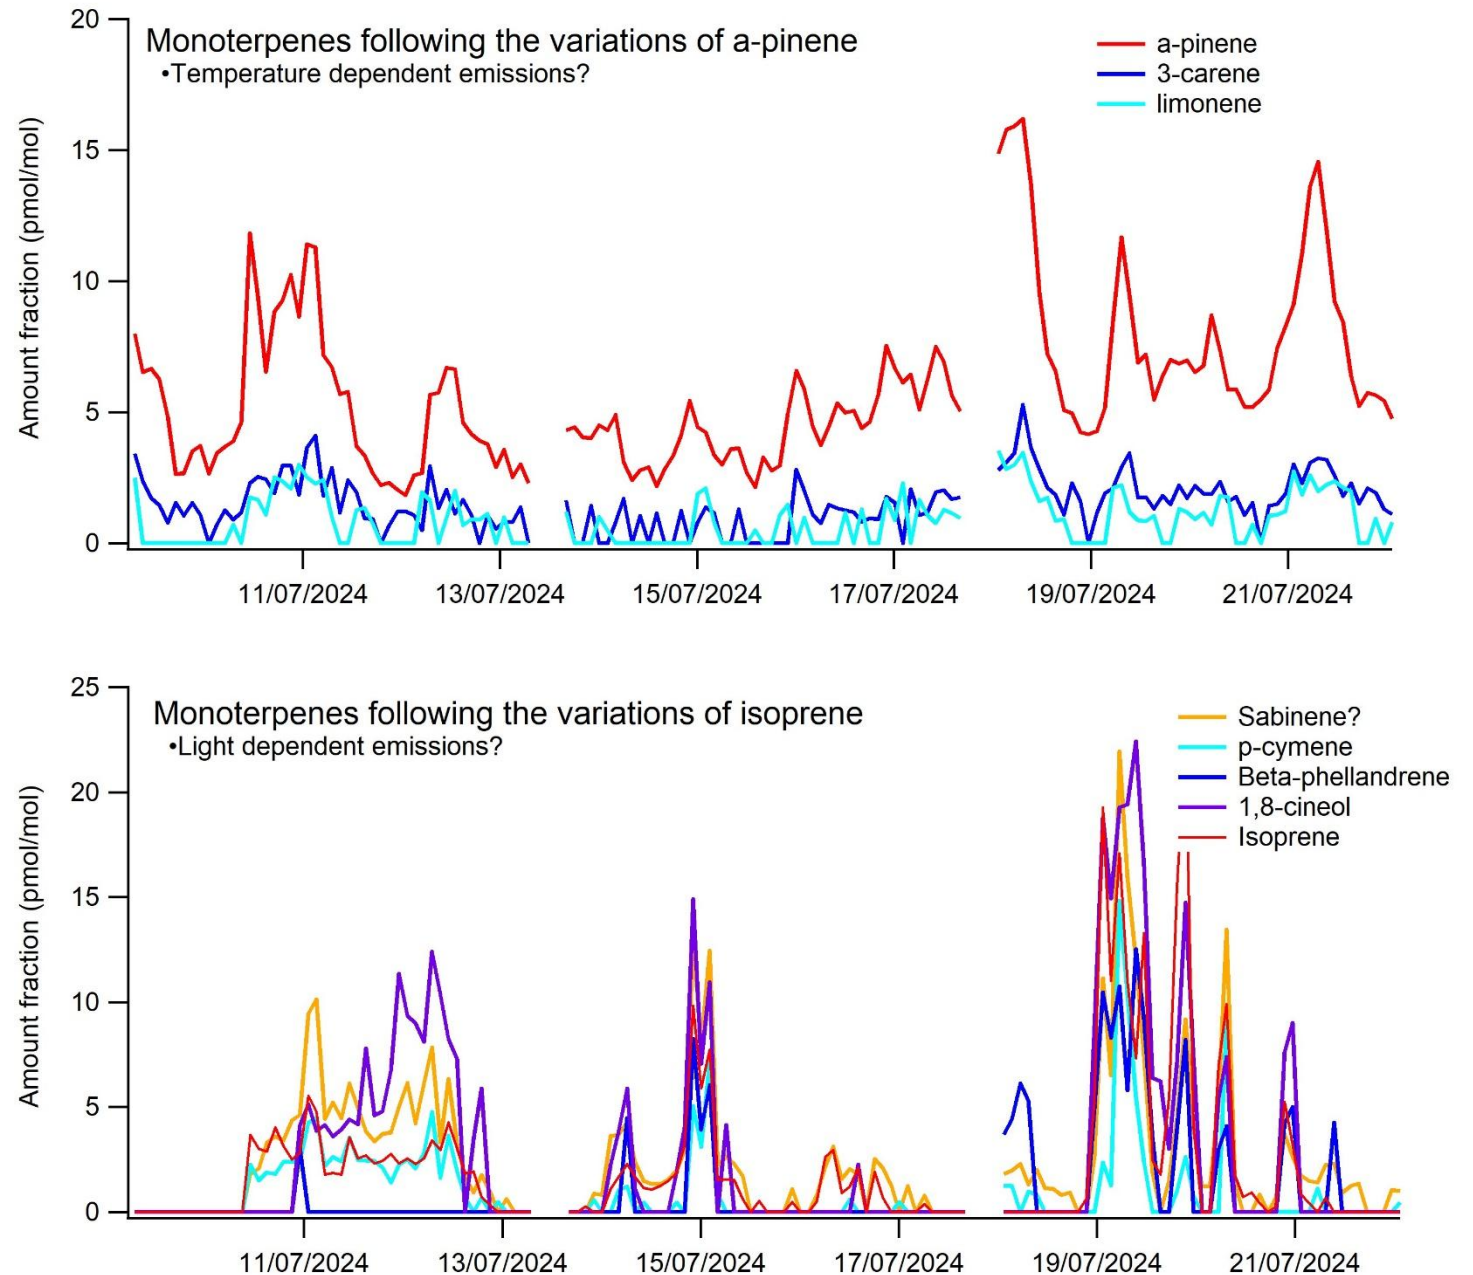 20
Monoterpenes following the variations of a-pinene
•Temperature dependent emissions?
a-pinene
3-carene
limonene
15
10
5
0
Amount fraction (pmol/mol)
11/07/2024
13/07/2024
15/07/2024
17/07/2024
19/07/2024
21/07/2024
25
Monoterpenes following the variations of isoprene
•Light dependent emissions?
Sabinene?
p-cymene
Beta-phellandrene
1,8-cineol
Isoprene
20
15
10
5
0
Amount fraction (pmol/mol)
11/07/2024
13/07/2024
15/07/2024
17/07/2024
19/07/2024
21/07/2024